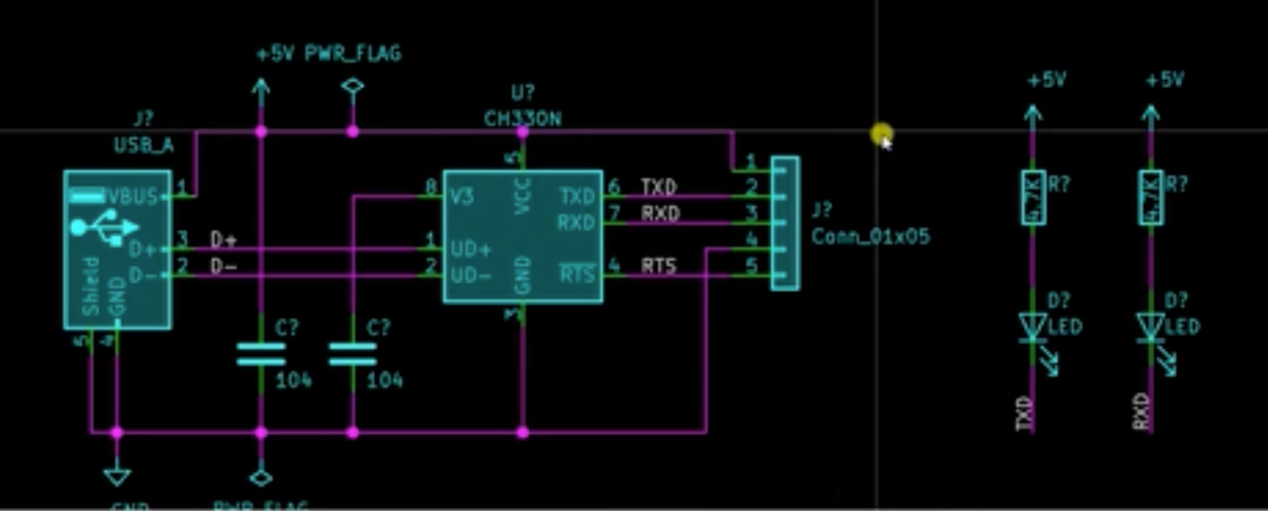 +5V PWR_FLAG
J?
USB_A
U?
CH330N
+5V
+5V
VBUS 1
D+ 3
D- 2
Shield
GND
5
4
D+
D-
8 V3
1 UD+
2 UD-
5
VCC
GND
3
TXD 6
RXD 7
RTS 4
TXD
RXD
RTS
1
2
3
4
5
J?
Conn_01x05
C?
104
C?
104
4.7K
R?
4.7K
R?
D?
LED
D?
LED
TXD
RXD
GND
PWR_FLAG